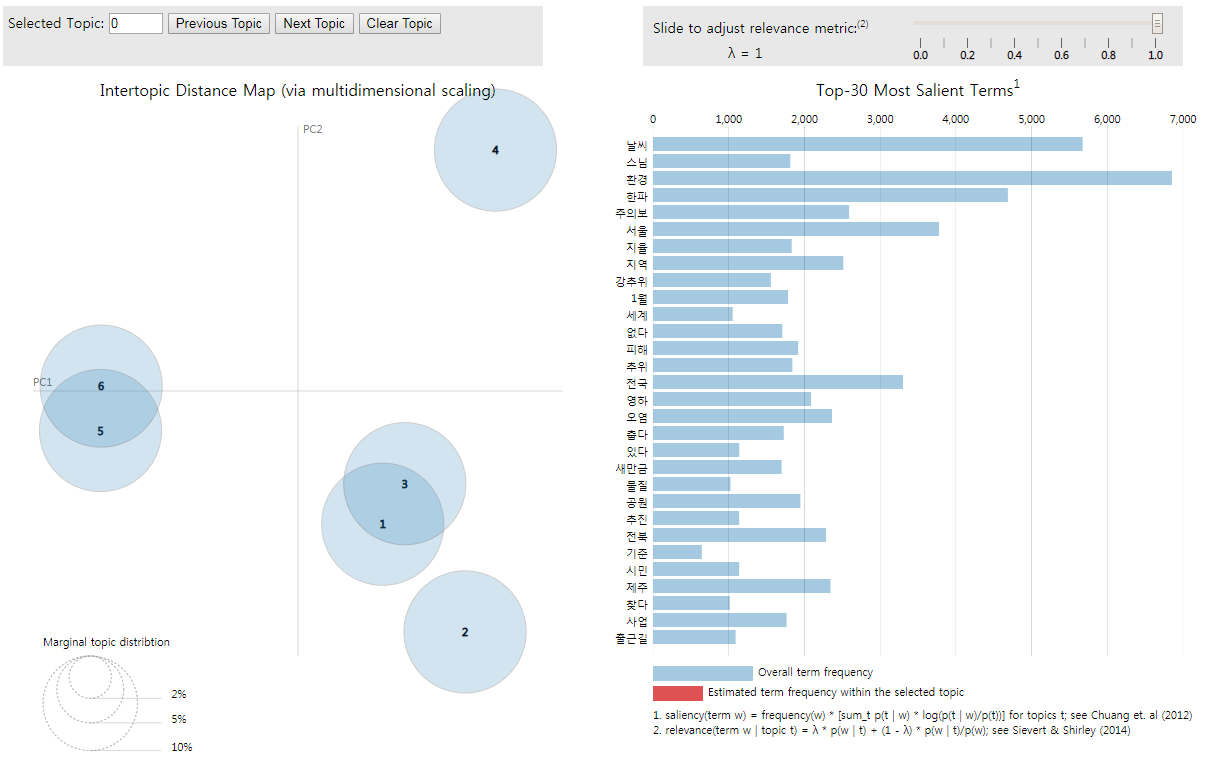 Selected Topic: 0 Previous Topic Next Topic Clear Topic
Slide to adjust relevance metric:(2)
λ = 1
0.0 0.2 0.4 0.6 0.8 1.0
Intertopic Distance Map (via multidimensional scaling)
PC2
PC1
4
6
5
3
1
2
Marginal topic distribtion
2%
5%
10%
Top-30 Most Salient Terms1
0 1,000 2,000 3,000 4,000 5,000 6,000 7,000
날씨
스님
환경
한파
주의보
서울
지율
지역
강추위
1월
세계
없다
피해
추위
전국
영하
오염
춥다
있다
새만금
물질
공원
추진
전북
기준
시민
제주
찾다
사업
출근길
Overall term frequency
Estimated term frequency within the selected topic
1. saliency(term w) = frequency(w) * [sum_t p(t | w) * log(p(t | w)/p(t))] for topics t; see Chuang et. al (2012)
2. relevance(term w | topic t) = λ * p(w | t) + (1 - λ) * p(w | t)/p(w); see Sievert & Shirley (2014)